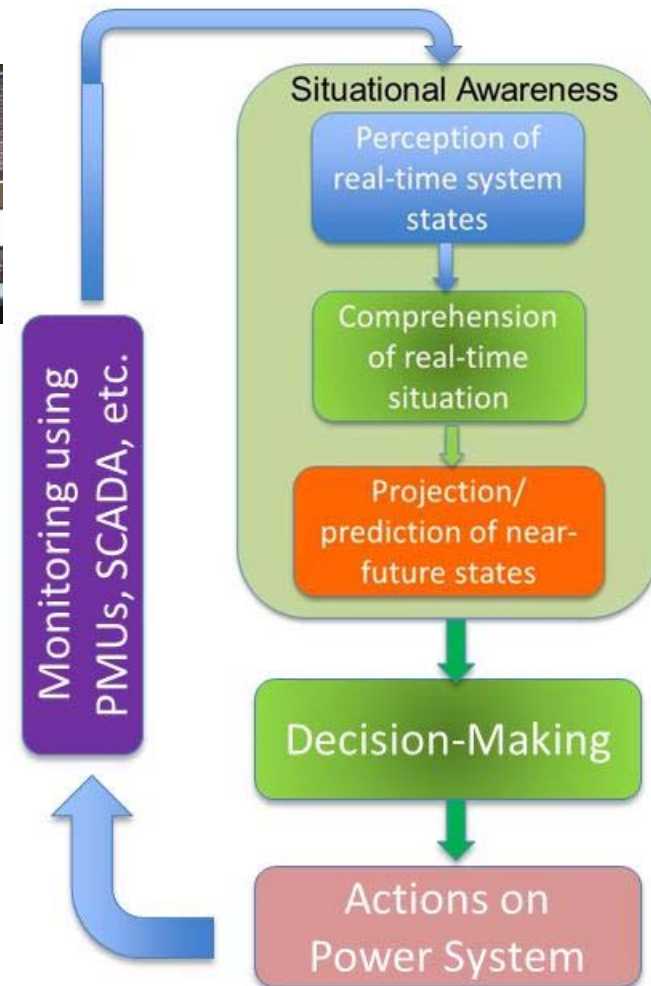 Situational Awareness
Perception of
real-time system
states
Comprehension
of real-time
situation
Projection/
prediction of near-
future states
Decision-Making
Actions on
Power System
Monitoring using
PMUs, SCADA, etc.